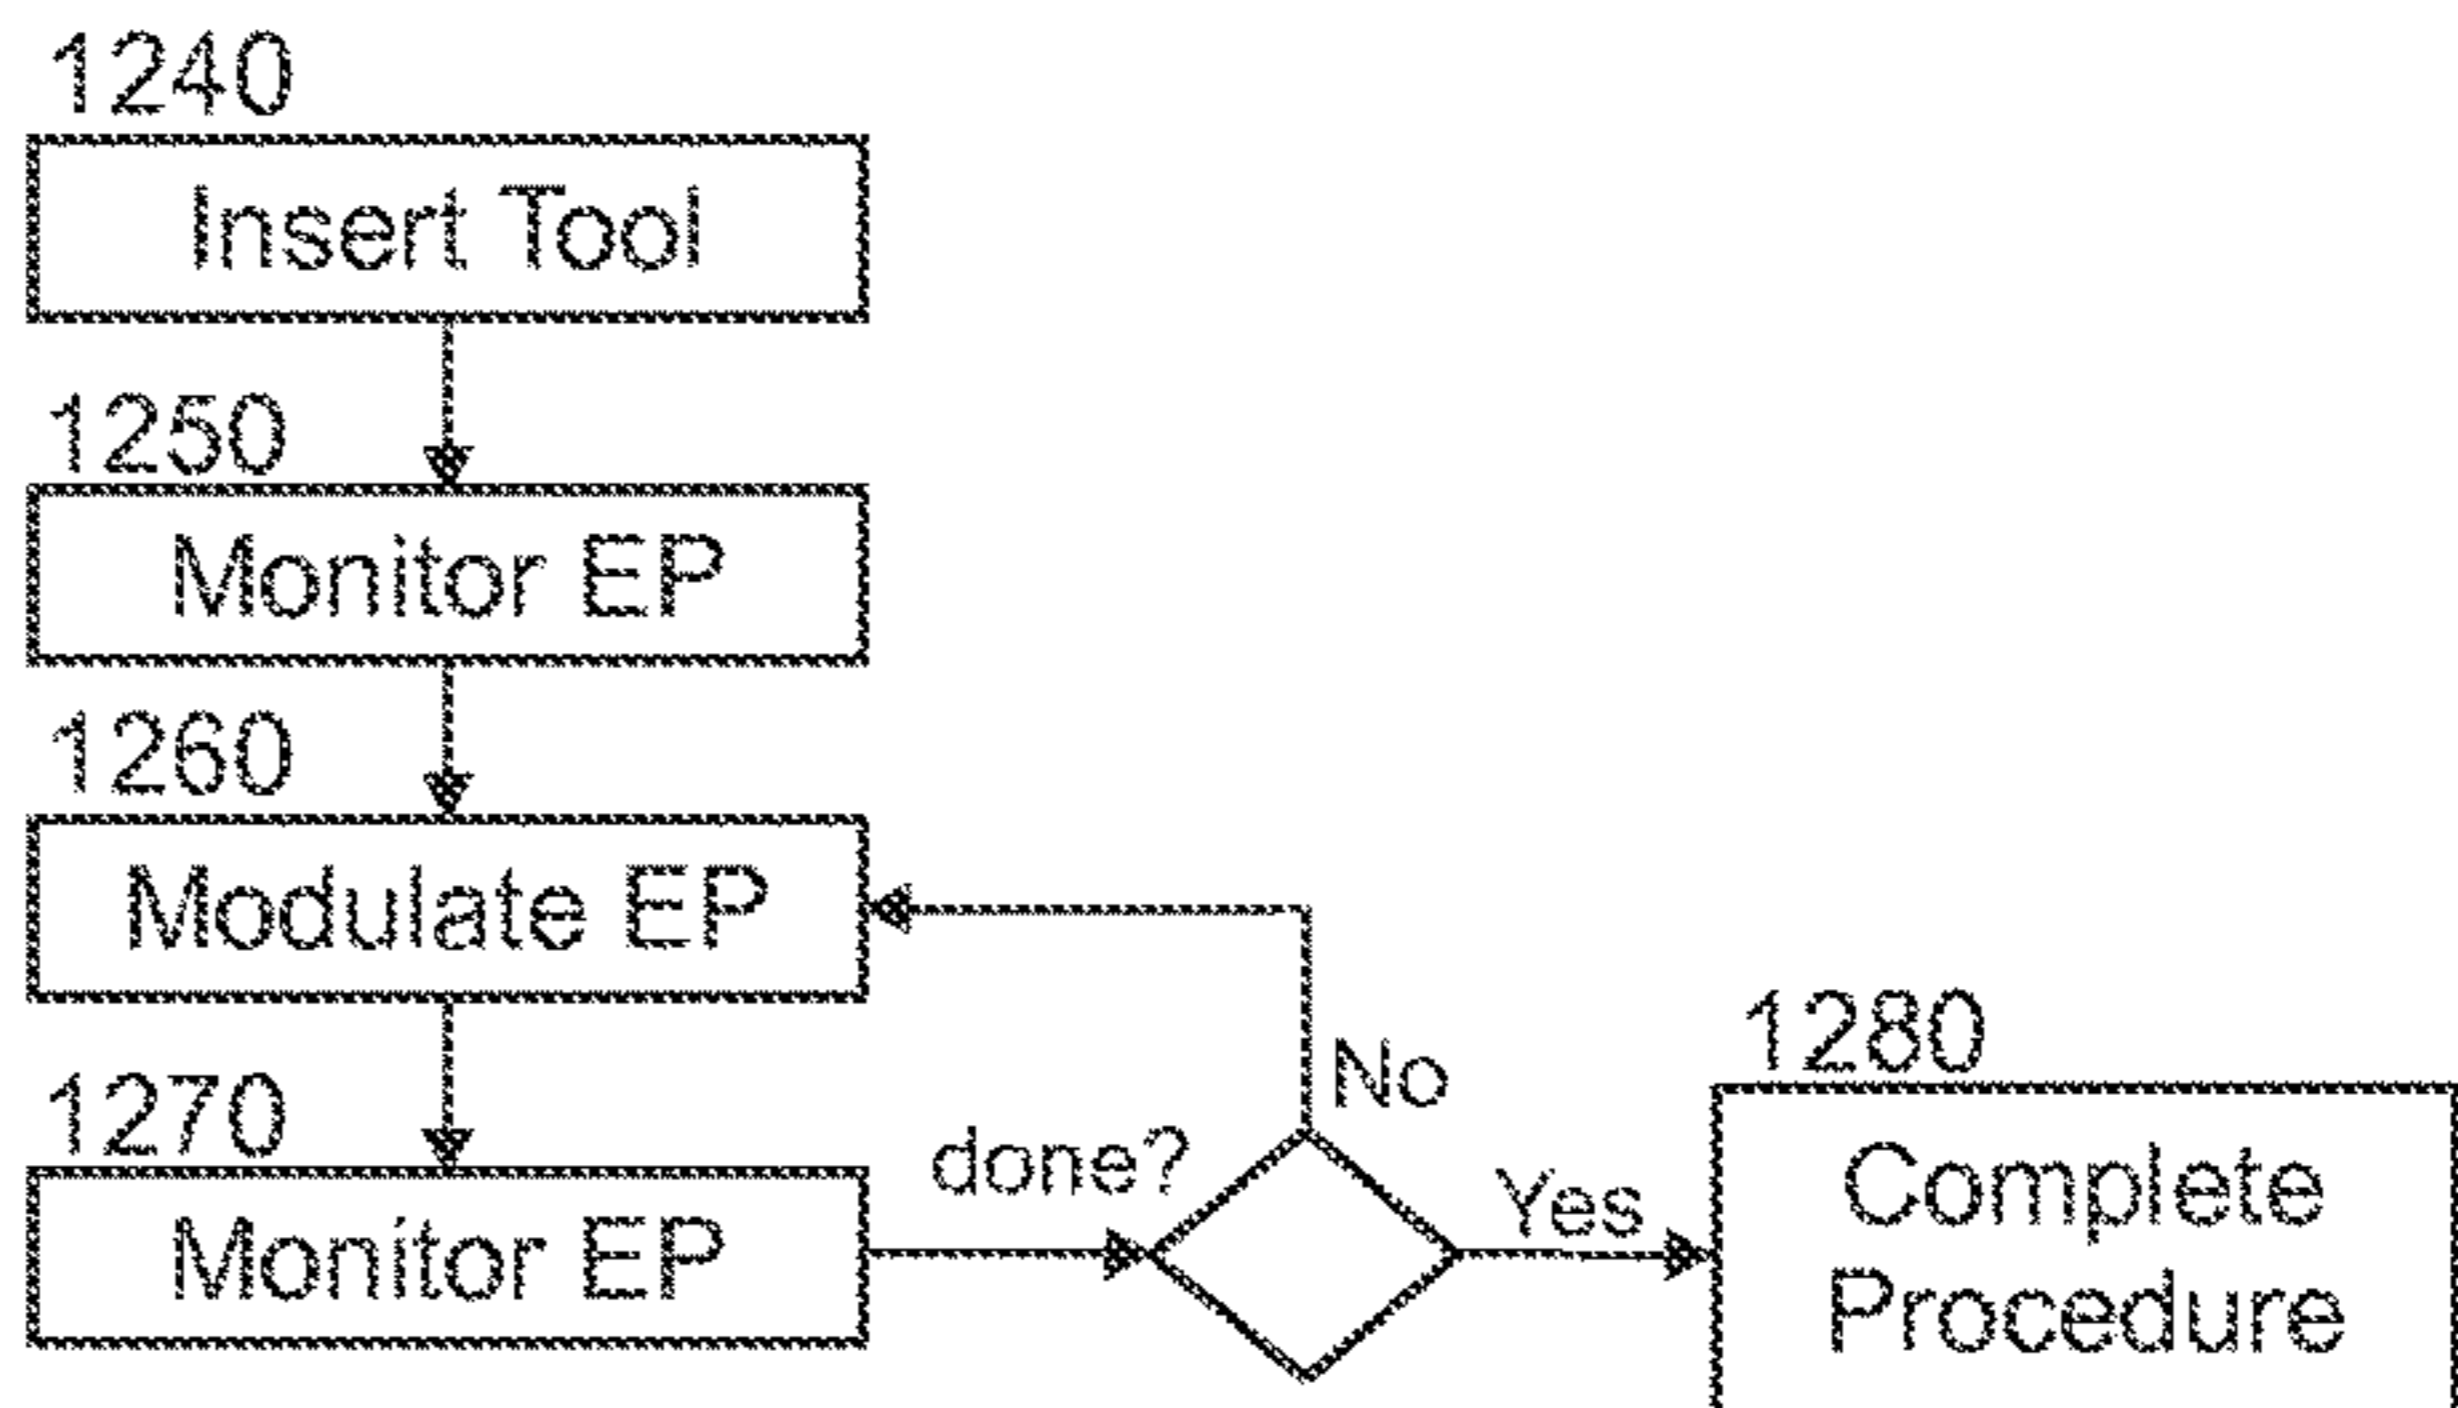 1240
Insert Tool
1250
Monitor EP
1260
Modulate EP
1270
Monitor EP
done?
No
Yes
1280
Complete
Procedure